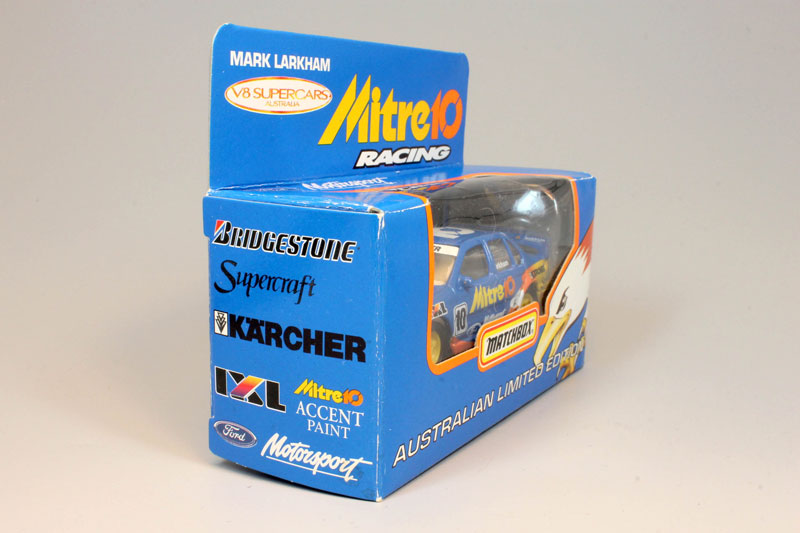 MARK LARKHAM
V8 SUPERCARS
AUSTRALIA
Mitre10
RACING
BRIDGESTONE
Supercraft
KÄRCHER
IXL
Mitre10
ACCENT
PAINT
Ford
Motorsport
Mitre10
IXL
10
MATCHBOX
AUSTRALIAN LIMITED EDITION